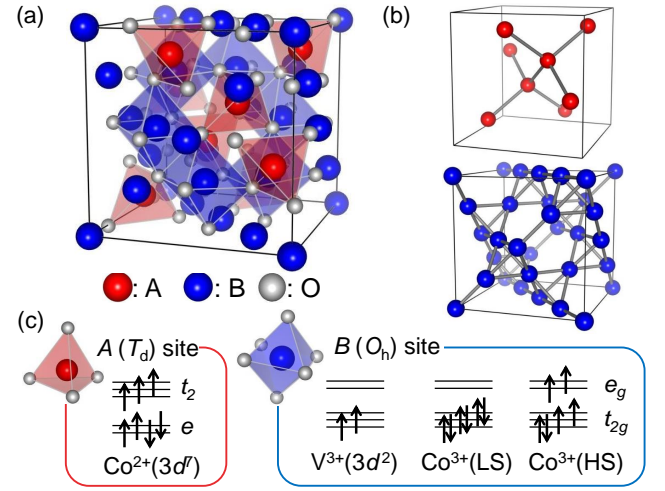 (a)
(b)
: A : B : O
(c)
A (Td) site
t2
e
Co2+(3d7)
B (Oh) site
eg
t2g
V3+(3d2) Co3+(LS) Co3+(HS)